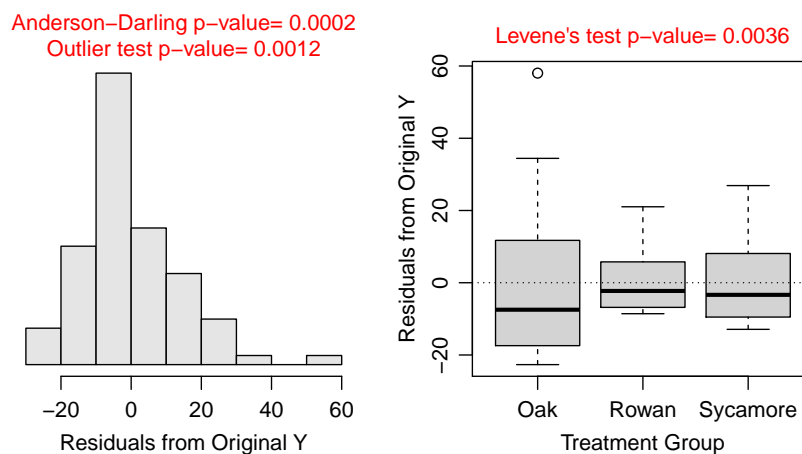 Anderson−Darling p−value= 0.0002
Outlier test p−value= 0.0012
−20 0 20 40 60
Residuals from Original Y
Levene's test p−value= 0.0036
Residuals from Original Y
60
40
20
0
−20
Oak Rowan Sycamore
Treatment Group